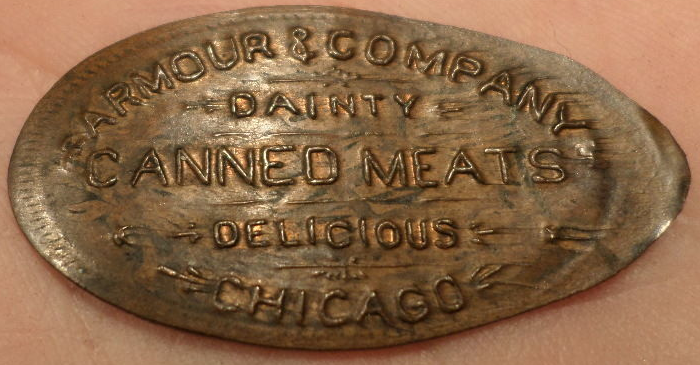 ARMOUR & COMPANY
DAINTY
CANNED MEATS
DELICIOUS
CHICAGO